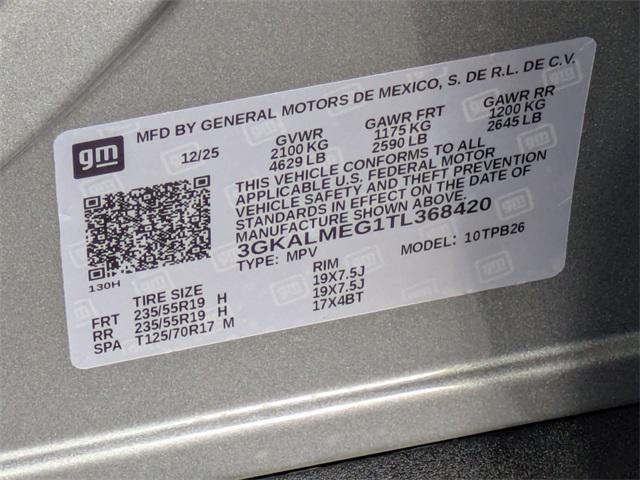 gm
MFD BY GENERAL MOTORS DE MEXICO, S. DE R.L. DE C.V.
12/25 GVWR GAWR FRT GAWR RR
2100 KG 1175 KG 1200 KG
4629 LB 2590 LB 2645 LB
THIS VEHICLE CONFORMS TO ALL
APPLICABLE U.S. FEDERAL MOTOR
VEHICLE SAFETY AND THEFT PREVENTION
STANDARDS IN EFFECT ON THE DATE OF
MANUFACTURE SHOWN ABOVE.
3GKALMEG1TL368420
TYPE: MPV MODEL: 10TPB26
130H
TIRE SIZE RIM
FRT 235/55R19 H 19X7.5J
RR 235/55R19 H 19X7.5J
SPA T125/70R17 M 17X4BT